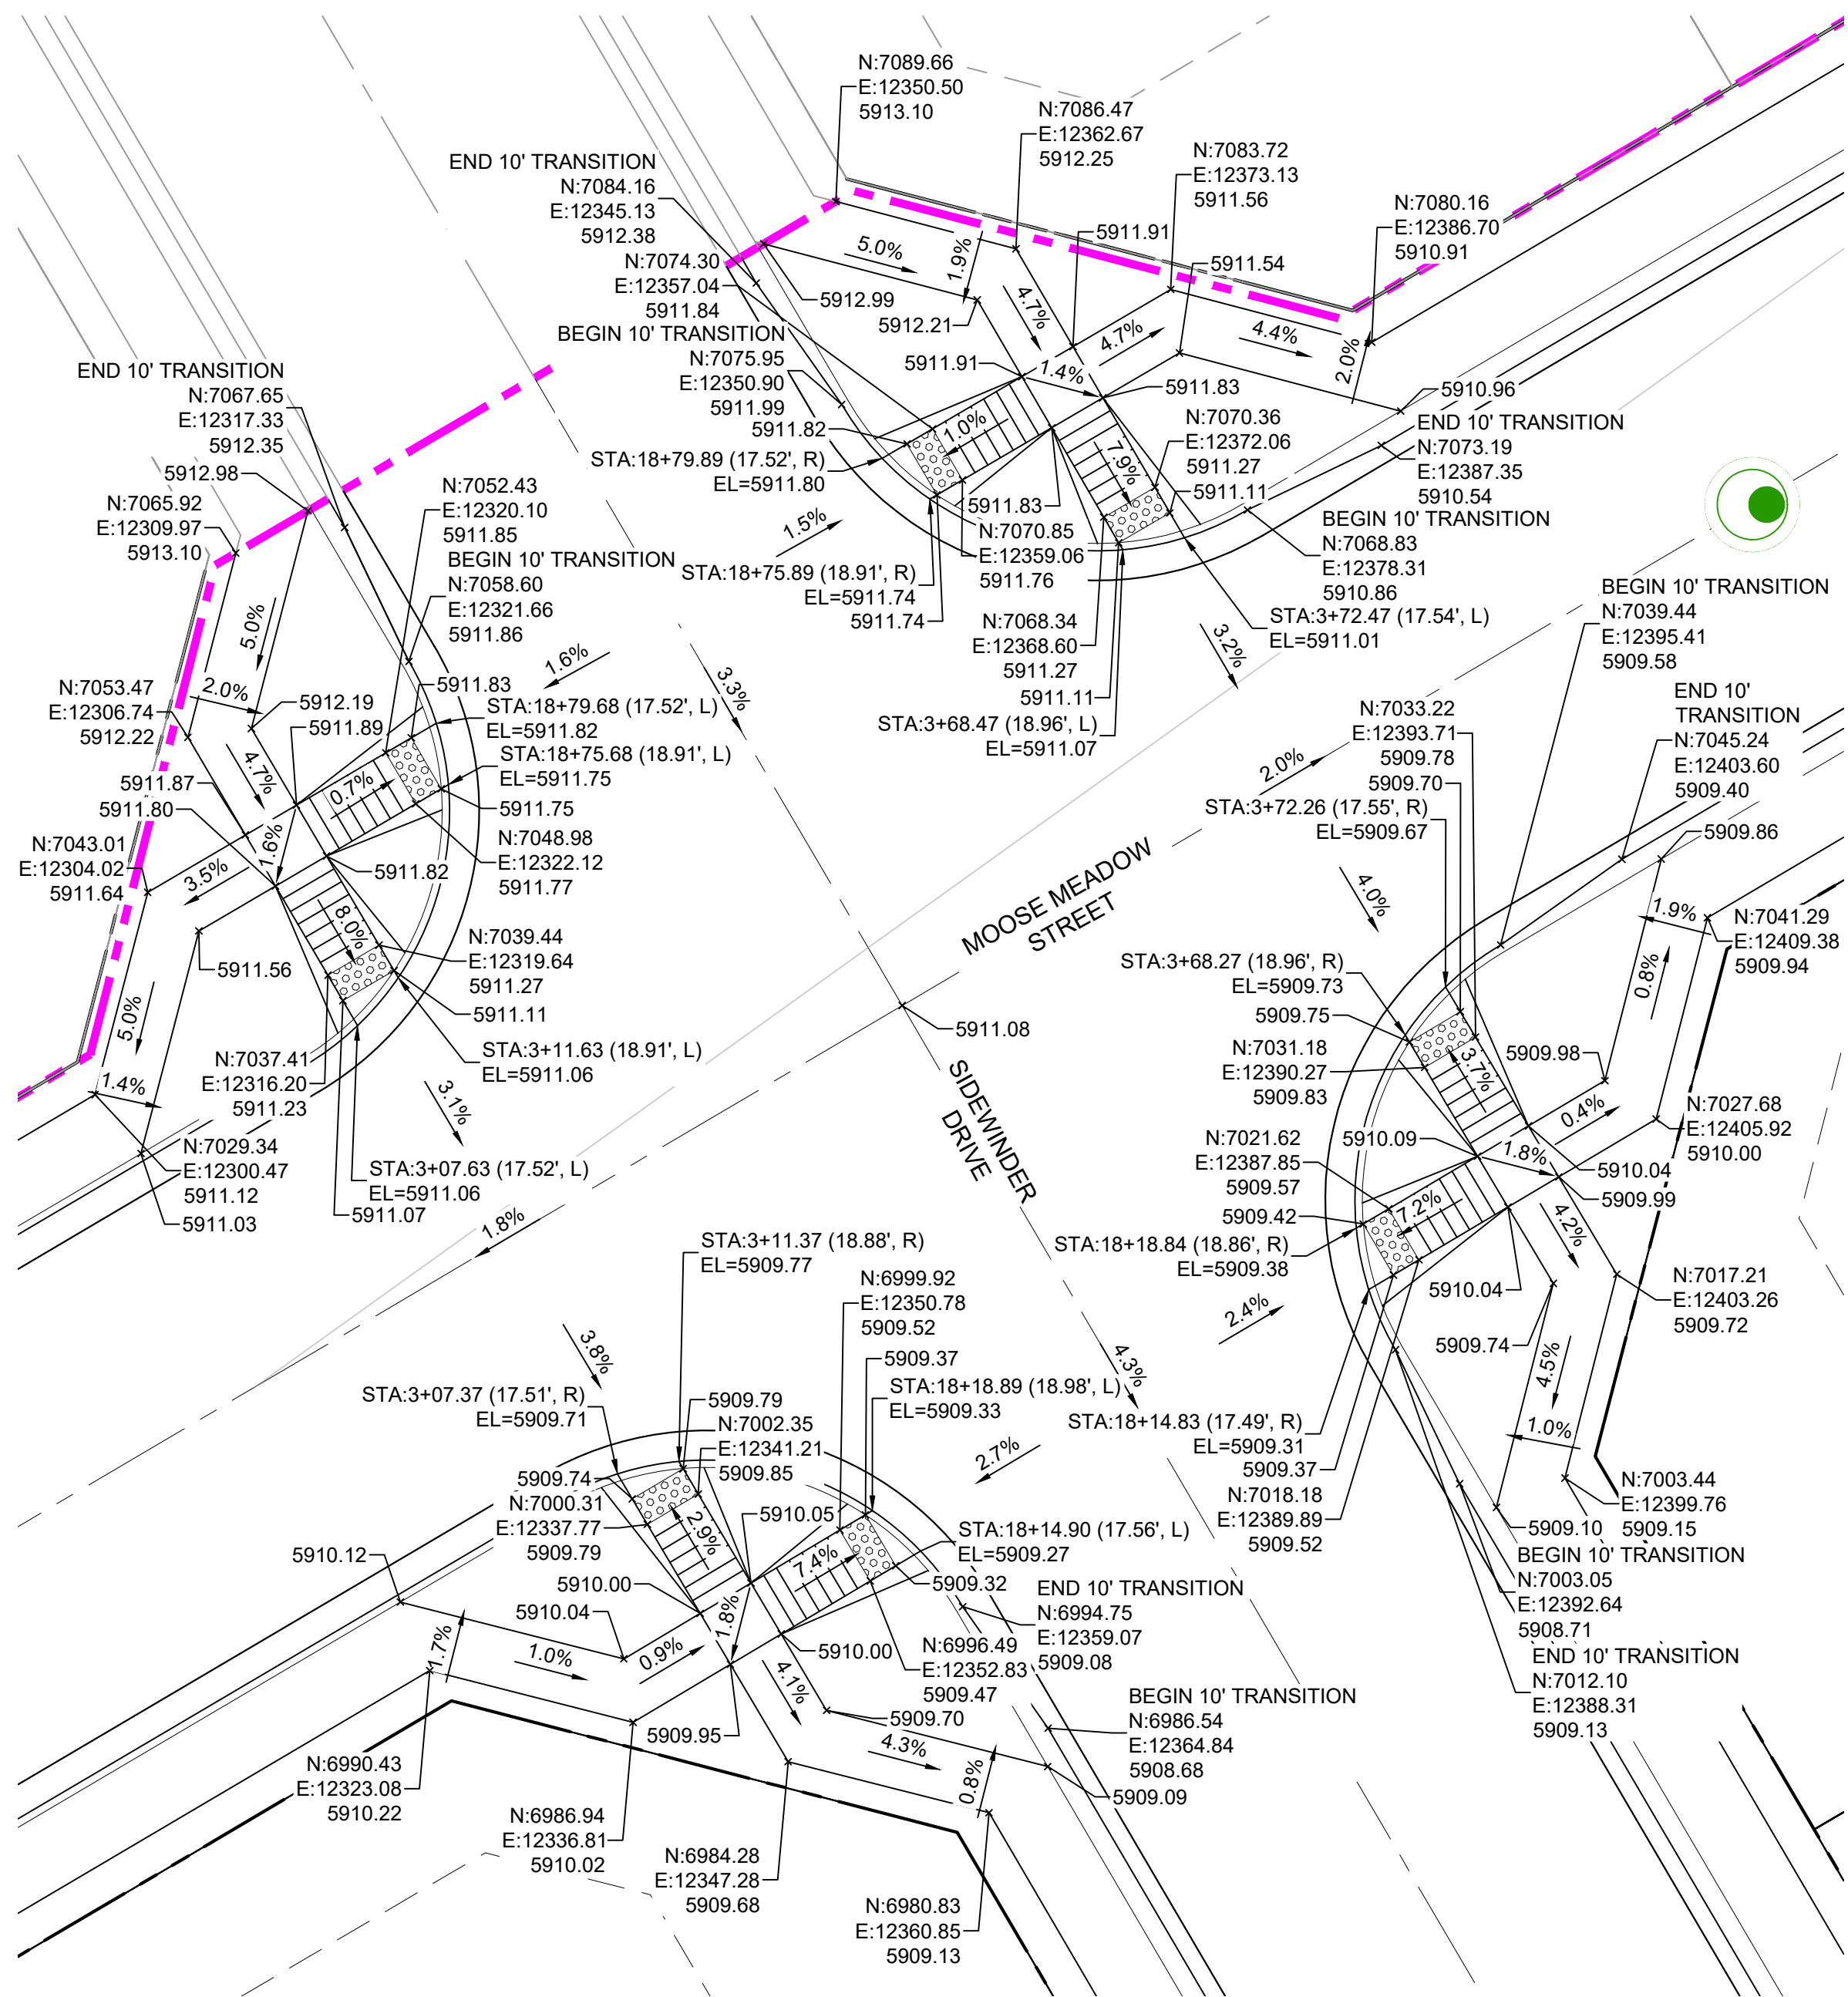 N:7089.66
E:12350.50
5913.10
N:7086.47
E:12362.67
5912.25
N:7083.72
E:12373.13
5911.56
N:7080.16
E:12386.70
5910.91
END 10' TRANSITION
N:7084.16
E:12345.13
5912.38
N:7074.30
E:12357.04
5911.84
BEGIN 10' TRANSITION
N:7075.95
E:12350.90
5911.99
5911.82
STA:18+79.89 (17.52', R)
EL=5911.80
1.5%
STA:18+75.89 (18.91', R)
EL=5911.74
5911.74
5.0%
1.9%
5912.99
5912.21
4.7%
5911.91
5911.54
4.7%
4.4%
2.0%
5911.91
1.4%
5911.83
1.0%
7.9%
5910.96
END 10' TRANSITION
N:7073.19
E:12387.35
5910.54
N:7070.36
E:12372.06
5911.27
5911.11
5911.83
N:7070.85
E:12359.06
5911.76
BEGIN 10' TRANSITION
N:7068.83
E:12378.31
5910.86
N:7068.34
E:12368.60
5911.27
5911.11
STA:3+68.47 (18.96', L)
EL=5911.07
STA:3+72.47 (17.54', L)
EL=5911.01
3.2%
END 10' TRANSITION
N:7067.65
E:12317.33
5912.35
5912.98
N:7065.92
E:12309.97
5913.10
N:7052.43
E:12320.10
5911.85
BEGIN 10' TRANSITION
N:7058.60
E:12321.66
5911.86
5.0%
2.0%
1.6%
3.3%
N:7053.47
E:12306.74
5912.22
5912.19
5911.89
5911.83
STA:18+79.68 (17.52', L)
EL=5911.82
STA:18+75.68 (18.91', L)
EL=5911.75
5911.75
4.7%
0.7%
5911.87
5911.80
N:7043.01
E:12304.02
5911.64
1.6%
3.5%
N:7048.98
E:12322.12
5911.77
5911.82
8.0%
5911.56
N:7039.44
E:12319.64
5911.27
5911.11
STA:3+11.63 (18.91', L)
EL=5911.06
5.0%
1.4%
N:7037.41
E:12316.20
5911.23
3.1%
N:7029.34
E:12300.47
5911.12
5911.03
STA:3+07.63 (17.52', L)
EL=5911.06
5911.07
1.8%
MOOSE MEADOW
STREET
SIDEWINDER
DRIVE
5911.08
2.0%
BEGIN 10' TRANSITION
N:7039.44
E:12395.41
5909.58
END 10'
TRANSITION
N:7045.24
E:12403.60
5909.40
N:7033.22
E:12393.71
5909.78
5909.70
STA:3+72.26 (17.55', R)
EL=5909.67
5909.86
4.0%
1.9%
N:7041.29
E:12409.38
5909.94
STA:3+68.27 (18.96', R)
EL=5909.73
5909.75
N:7031.18
E:12390.27
5909.83
3.7%
5909.98
0.8%
0.4%
N:7027.68
E:12405.92
5910.00
N:7021.62
E:12387.85
5909.57
5909.42
5910.09
1.8%
5910.04
5909.99
STA:18+18.84 (18.86', R)
EL=5909.38
7.2%
4.2%
5910.04
N:7017.21
E:12403.26
5909.72
2.4%
5909.74
4.5%
1.0%
STA:18+14.83 (17.49', R)
EL=5909.31
5909.37
N:7018.18
E:12389.89
5909.52
N:7003.44
E:12399.76
5909.15
5909.10
BEGIN 10' TRANSITION
N:7003.05
E:12392.64
5908.71
END 10' TRANSITION
N:7012.10
E:12388.31
5909.13
4.3%
STA:3+11.37 (18.88', R)
EL=5909.77
N:6999.92
E:12350.78
5909.52
5909.37
3.8%
STA:3+07.37 (17.51', R)
EL=5909.71
5909.79
N:7002.35
E:12341.21
5909.85
STA:18+18.89 (18.98', L)
EL=5909.33
2.7%
5909.74
N:7000.31
E:12337.77
5909.79
2.9%
5910.05
7.4%
STA:18+14.90 (17.56', L)
EL=5909.27
5909.32
5910.12
5910.00
5910.04
1.8%
END 10' TRANSITION
N:6994.75
E:12359.07
5909.08
1.7%
1.0%
0.9%
5910.00
N:6996.49
E:12352.83
5909.47
4.1%
5909.95
5909.70
4.3%
BEGIN 10' TRANSITION
N:6986.54
E:12364.84
5908.68
5909.09
0.8%
N:6990.43
E:12323.08
5910.22
N:6986.94
E:12336.81
5910.02
N:6984.28
E:12347.28
5909.68
N:6980.83
E:12360.85
5909.13